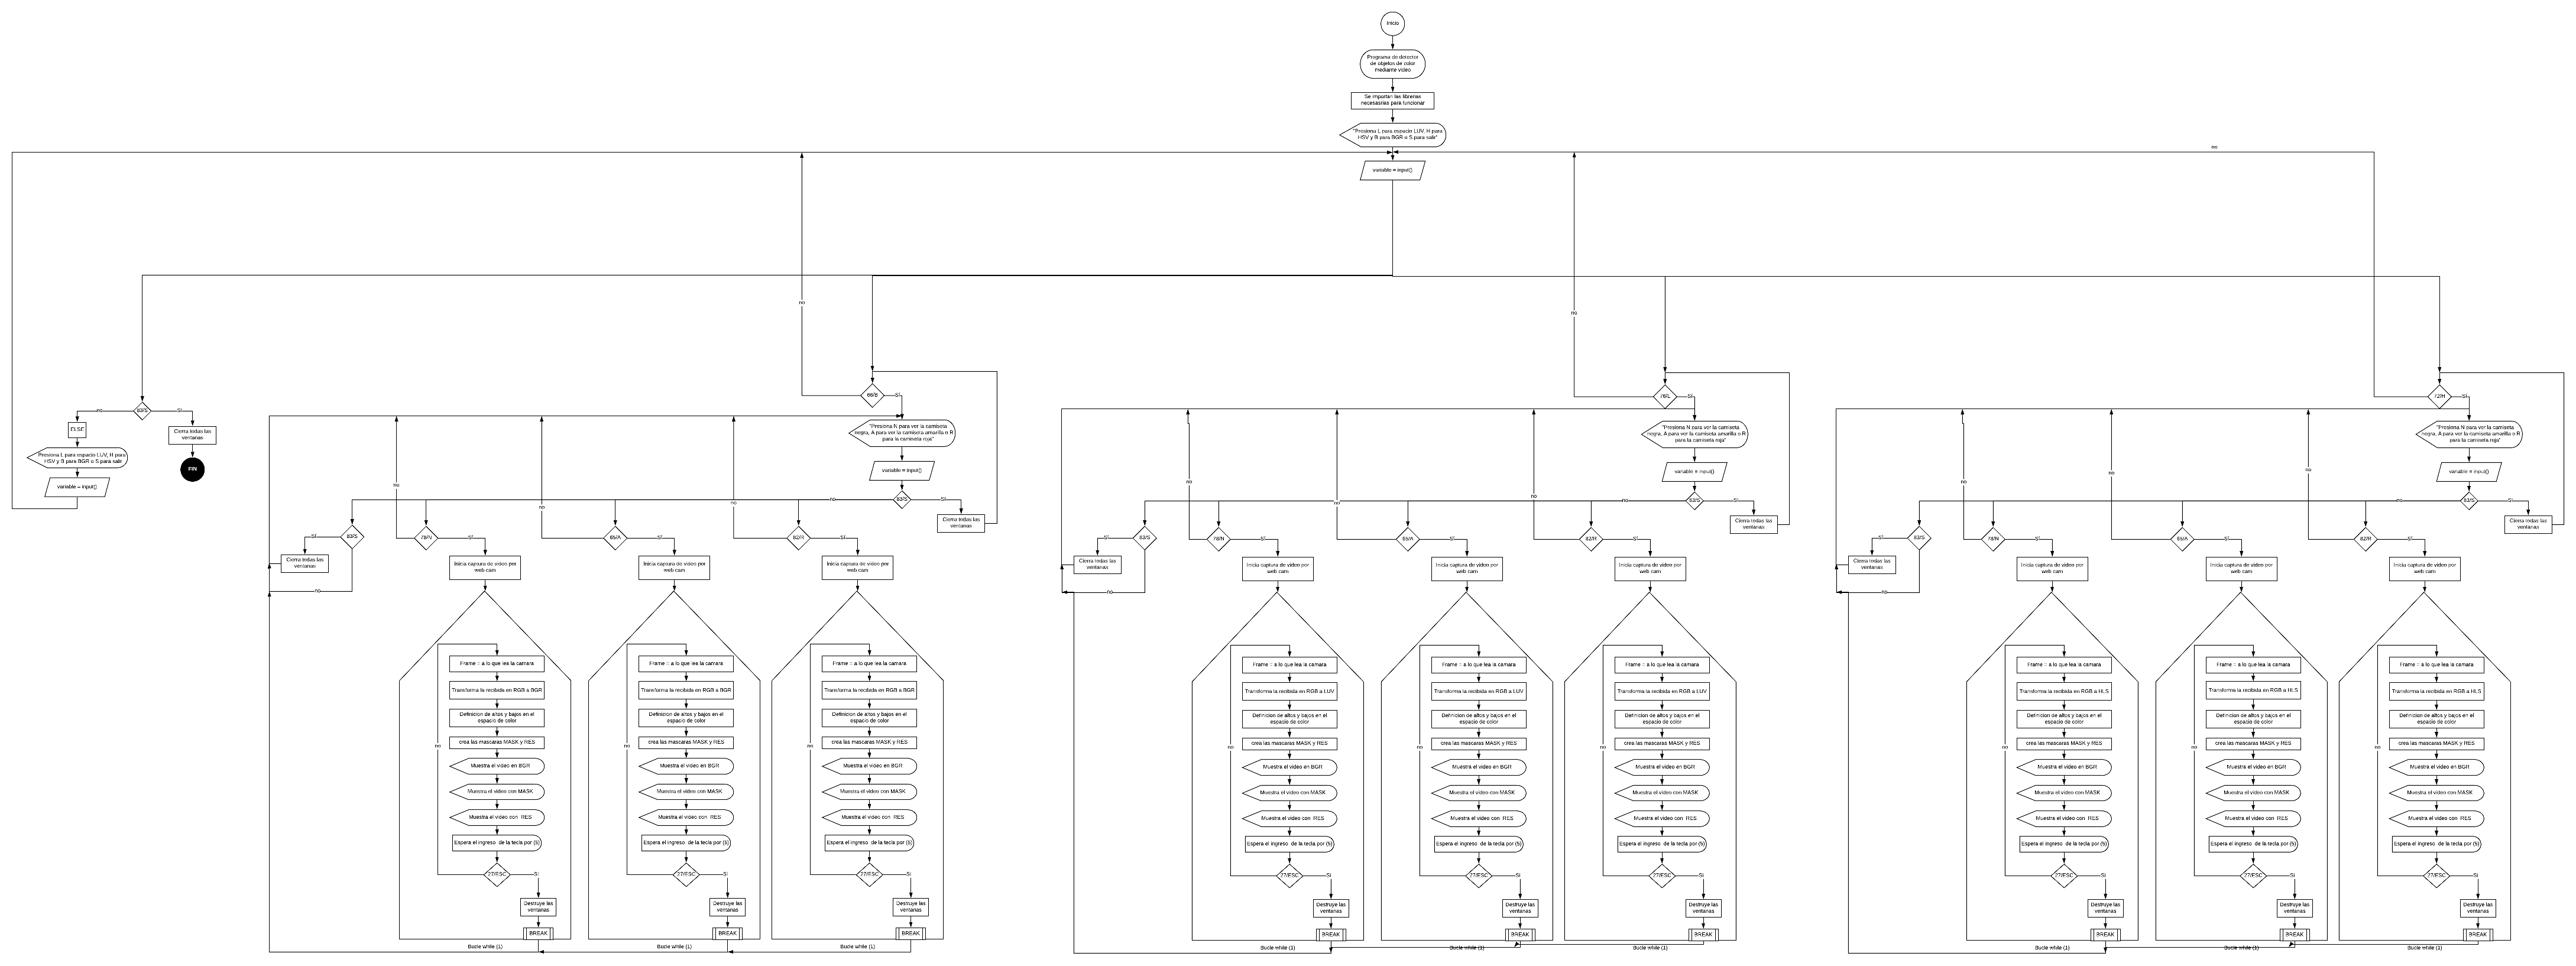 Inicio
Programa de detector
de objetos de color
mediante video
Se importan las librerias
necesasrias para funcionar
"Presiona L para espacio LUV, H para
HSV y B para BGR o S para salir"
no
variable = input()
no
no
83/S
no
Sí
ELSE
Presiona L para espacio LUV, H para
HSV y B para BGR o S para salir
variable = input()
Cierra todas las
ventanas
FIN
66/B
Sí
"Presiona N para ver la camiseta
negra, A para ver la camiseta amarilla o R
para la camiseta roja"
variable = input()
83/S
no
Sí
Cierra todas las
ventanas
83/S
Sí
Cierra todas las
ventanas
no
no
78/N
Sí
no
65/A
Sí
no
82/R
Sí
Inicia captura de video por
web cam
Frame = a lo que lea la camara
Transforma la recibida en RGB a BGR
Definicion de altos y bajos en el
espacio de color
crea las mascaras MASK y RES
no
Muestra el video en BGR
Muestra el video con MASK
Muestra el video con RES
Espera el ingreso de la tecla por (5)
27/ESC
Si
Destruye las
ventanas
BREAK
Bucle while (1)
Inicia captura de video por
web cam
Frame = a lo que lea la camara
Transforma la recibida en RGB a BGR
Definicion de altos y bajos en el
espacio de color
crea las mascaras MASK y RES
no
Muestra el video en BGR
Muestra el video con MASK
Muestra el video con RES
Espera el ingreso de la tecla por (5)
27/ESC
Si
Destruye las
ventanas
BREAK
Bucle while (1)
Inicia captura de video por
web cam
Frame = a lo que lea la camara
Transforma la recibida en RGB a BGR
Definicion de altos y bajos en el
espacio de color
crea las mascaras MASK y RES
no
Muestra el video en BGR
Muestra el video con MASK
Muestra el video con RES
Espera el ingreso de la tecla por (5)
27/ESC
Si
Destruye las
ventanas
BREAK
Bucle while (1)
no
76/L
Sí
"Presiona N para ver la camiseta
negra, A para ver la camiseta amarilla o R
para la camiseta roja"
variable = input()
83/S
no
Sí
Cierra todas las
ventanas
83/S
Sí
Cierra todas las
ventanas
no
no
78/N
Sí
no
65/A
Sí
no
82/R
Sí
Inicia captura de video por
web cam
Frame = a lo que lea la camara
Transforma la recibida en RGB a LUV
Definicion de altos y bajos en el
espacio de color
crea las mascaras MASK y RES
no
Muestra el video en BGR
Muestra el video con MASK
Muestra el video con RES
Espera el ingreso de la tecla por (5)
27/ESC
Si
Destruye las
ventanas
BREAK
Bucle while (1)
Inicia captura de video por
web cam
Frame = a lo que lea la camara
Transforma la recibida en RGB a LUV
Definicion de altos y bajos en el
espacio de color
crea las mascaras MASK y RES
no
Muestra el video en BGR
Muestra el video con MASK
Muestra el video con RES
Espera el ingreso de la tecla por (5)
27/ESC
Si
Destruye las
ventanas
BREAK
Bucle while (1)
Inicia captura de video por
web cam
Frame = a lo que lea la camara
Transforma la recibida en RGB a LUV
Definicion de altos y bajos en el
espacio de color
crea las mascaras MASK y RES
no
Muestra el video en BGR
Muestra el video con MASK
Muestra el video con RES
Espera el ingreso de la tecla por (5)
27/ESC
Si
Destruye las
ventanas
BREAK
Bucle while (1)
72/H
Sí
"Presiona N para ver la camiseta
negra, A para ver la camiseta amarilla o R
para la camiseta roja"
variable = input()
83/S
no
Sí
Cierra todas las
ventanas
83/S
Sí
Cierra todas las
ventanas
no
no
78/N
Sí
no
65/A
Sí
no
82/R
Sí
Inicia captura de video por
web cam
Frame = a lo que lea la camara
Transforma la recibida en RGB a HLS
Definicion de altos y bajos en el
espacio de color
crea las mascaras MASK y RES
no
Muestra el video en BGR
Muestra el video con MASK
Muestra el video con RES
Espera el ingreso de la tecla por (5)
27/ESC
Si
Destruye las
ventanas
BREAK
Bucle while (1)
Inicia captura de video por
web cam
Frame = a lo que lea la camara
Transforma la recibida en RGB a HLS
Definicion de altos y bajos en el
espacio de color
crea las mascaras MASK y RES
no
Muestra el video en BGR
Muestra el video con MASK
Muestra el video con RES
Espera el ingreso de la tecla por (5)
27/ESC
Si
Destruye las
ventanas
BREAK
Bucle while (1)
Inicia captura de video por
web cam
Frame = a lo que lea la camara
Transforma la recibida en RGB a HLS
Definicion de altos y bajos en el
espacio de color
crea las mascaras MASK y RES
no
Muestra el video en BGR
Muestra el video con MASK
Muestra el video con RES
Espera el ingreso de la tecla por (5)
27/ESC
Si
Destruye las
ventanas
BREAK
Bucle while (1)